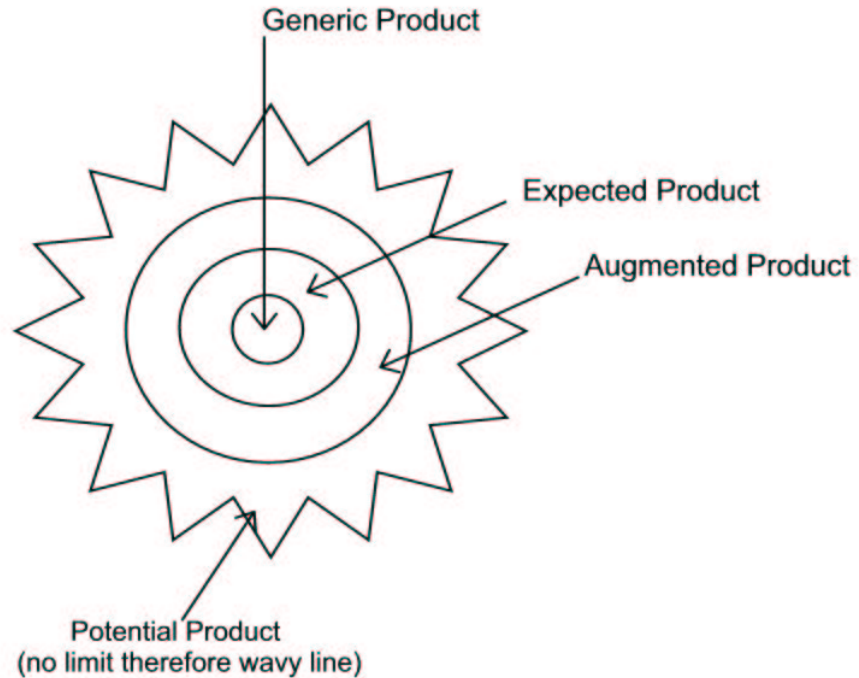 Generic Product
Expected Product
Augmented Product
Potential Product
(no limit therefore wavy line)